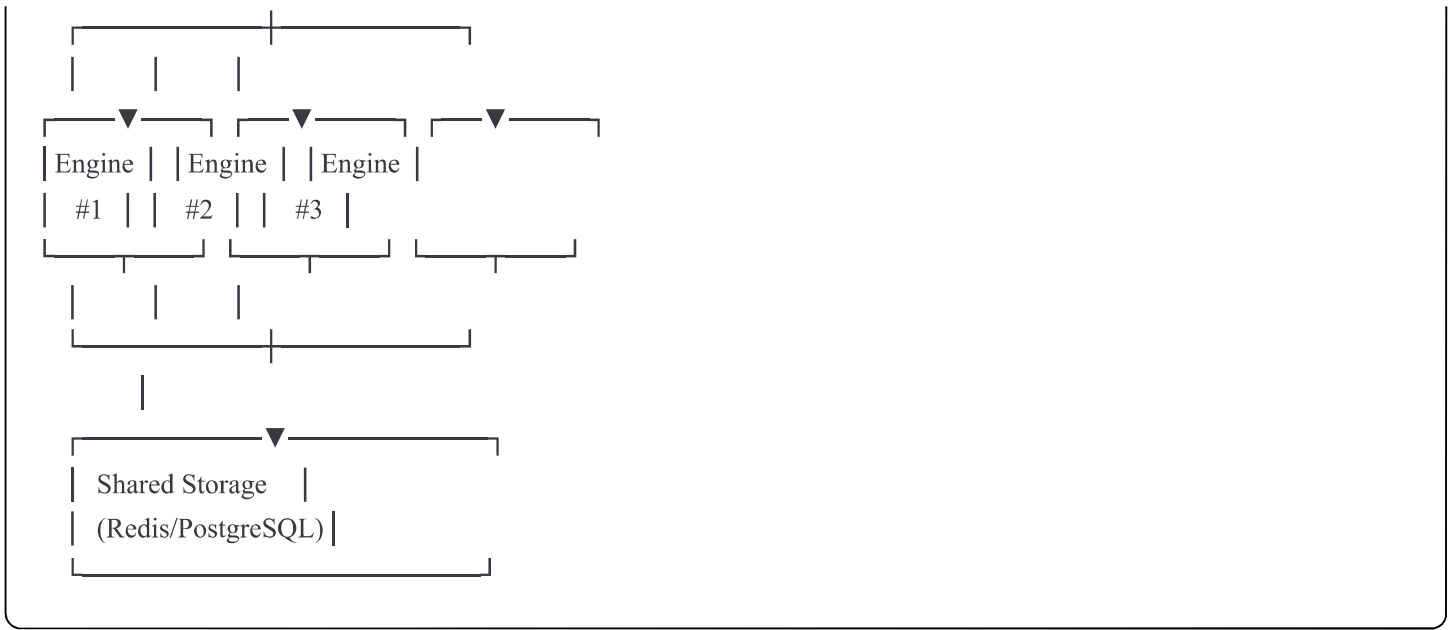 Engine Engine Engine
#1 #2 #3
Shared Storage
(Redis/PostgreSQL)